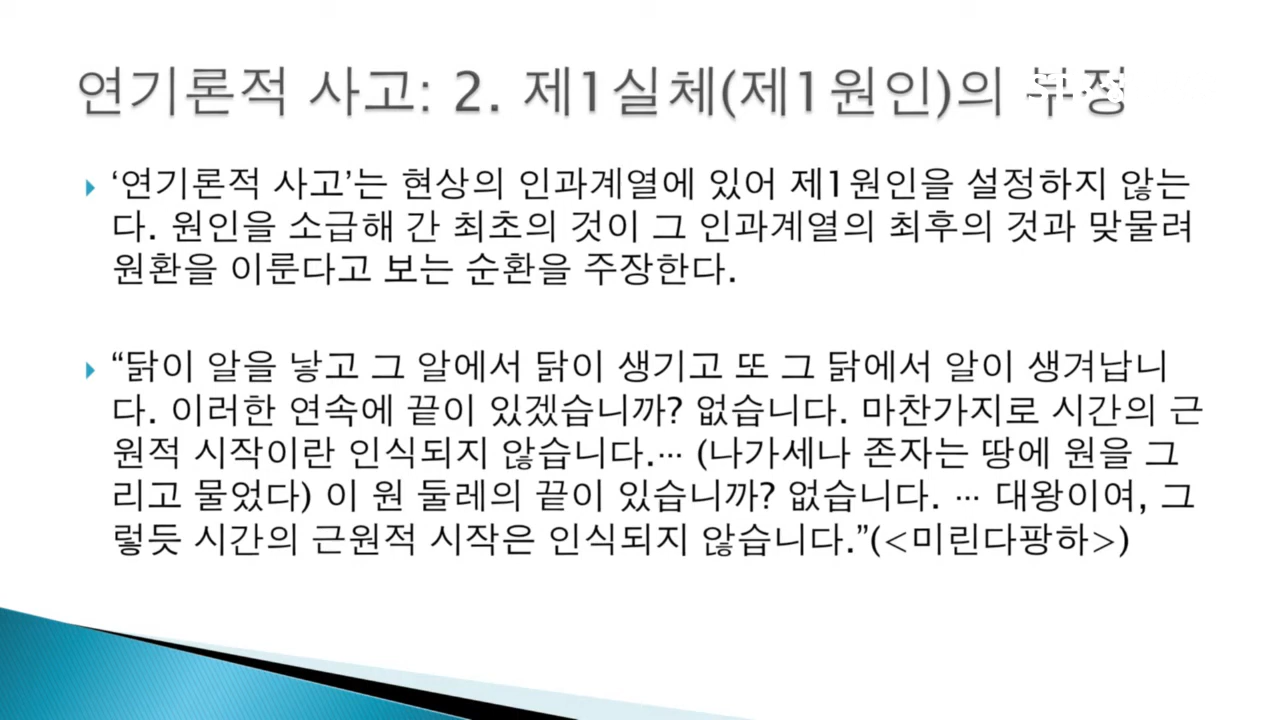 연기론적 사고: 2. 제1실체(제1원인)의 부정
‘연기론적 사고’는 현상의 인과계열에 있어 제1원인을 설정하지 않는
다. 원인을 소급해 간 최초의 것이 그 인과계열의 최후의 것과 맞물려
원환을 이룬다고 보는 순환을 주장한다.
“닭이 알을 낳고 그 알에서 닭이 생기고 또 그 닭에서 알이 생겨납니
다. 이러한 연속에 끝이 있겠습니까? 없습니다. 마찬가지로 시간의 근
원적 시작이란 인식되지 않습니다.… (나가세나 존자는 땅에 원을 그
리고 물었다) 이 원 둘레의 끝이 있습니까? 없습니다. … 대왕이여, 그
렇듯 시간의 근원적 시작은 인식되지 않습니다.”(<미린다팡하>)